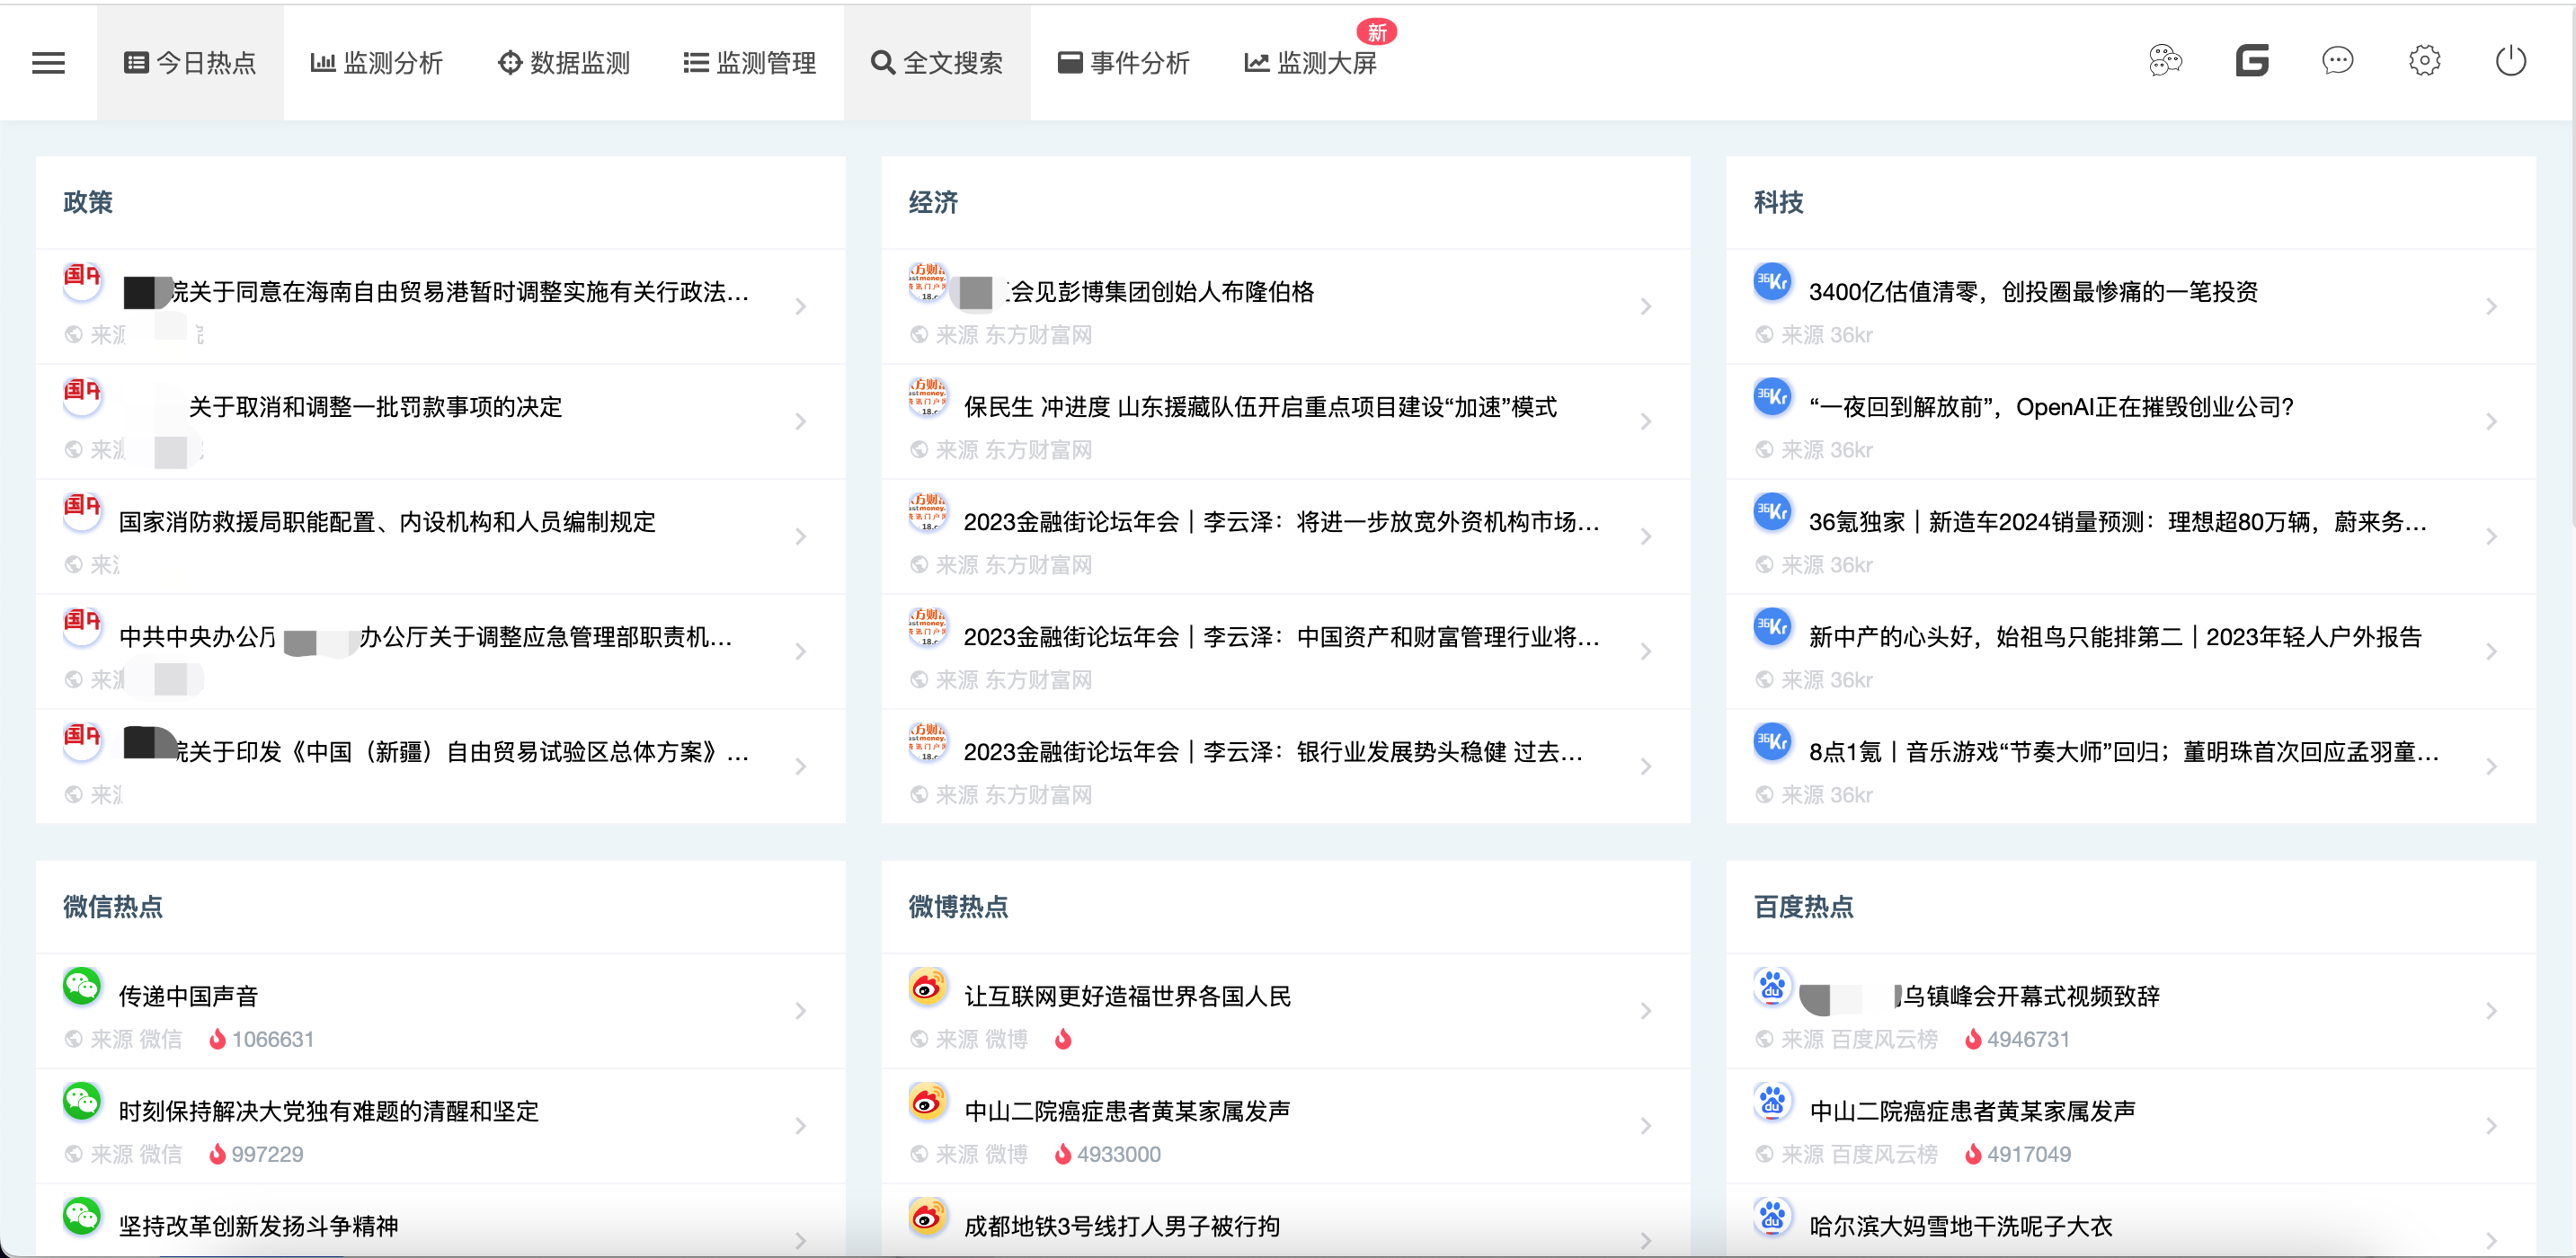 今日热点 监测分析 数据监测 监测管理 全文搜索 事件分析 监测大屏 新
政策
院关于同意在海南自由贸易港暂时调整实施有关行政法...
来源
关于取消和调整一批罚款事项的决定
来源
国家消防救援局职能配置、内设机构和人员编制规定
来
中共中央办公厅 办公厅关于调整应急管理部职责机...
来
院关于印发《中国（新疆）自由贸易试验区总体方案》...
来
经济
会见彭博集团创始人布隆伯格
来源 东方财富网
保民生 冲进度 山东援藏队伍开启重点项目建设“加速”模式
来源 东方财富网
2023金融街论坛年会｜李云泽：将进一步放宽外资机构市场...
来源 东方财富网
2023金融街论坛年会｜李云泽：中国资产和财富管理行业将...
来源 东方财富网
2023金融街论坛年会｜李云泽：银行业发展势头稳健 过去...
来源 东方财富网
科技
36Kr
3400亿估值清零，创投圈最惨痛的一笔投资
来源 36kr
36Kr
“一夜回到解放前”，OpenAI正在摧毁创业公司?
来源 36kr
36Kr
36氪独家｜新造车2024销量预测：理想超80万辆，蔚来务...
来源 36kr
36Kr
新中产的心头好，始祖鸟只能排第二｜2023年轻人户外报告
来源 36kr
36Kr
8点1氪丨音乐游戏“节奏大师”回归；董明珠首次回应孟羽童...
来源 36kr
微信热点
传递中国声音
来源 微信 1066631
时刻保持解决大党独有难题的清醒和坚定
来源 微信 997229
坚持改革创新发扬斗争精神
微博热点
让互联网更好造福世界各国人民
来源 微博
中山二院癌症患者黄某家属发声
来源 微博 4933000
成都地铁3号线打人男子被行拘
百度热点
du
乌镇峰会开幕式视频致辞
来源 百度风云榜 4946731
du
中山二院癌症患者黄某家属发声
来源 百度风云榜 4917049
du
哈尔滨大妈雪地干洗呢子大衣